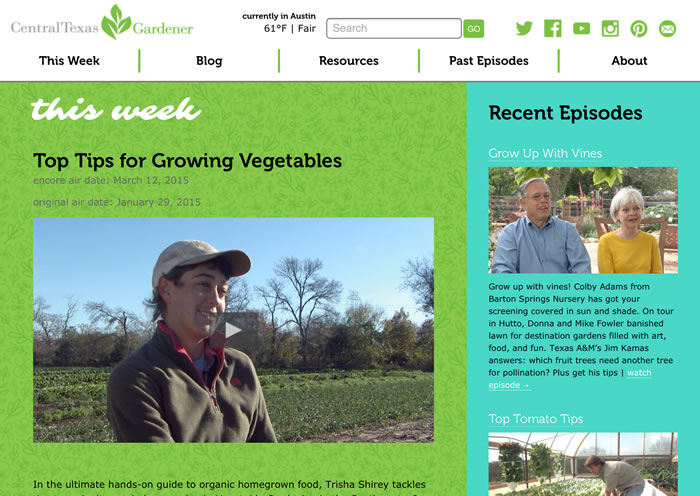 CentralTexas Gardener
currently in Austin
61°F | Fair
Search
GO
This Week
Blog
Resources
Past Episodes
About
this week
Top Tips for Growing Vegetables
encore air date: March 12, 2015
original air date: January 29, 2015
In the ultimate hands-on guide to organic homegrown food, Trisha Shirey tackles
Recent Episodes
Grow Up With Vines
Grow up with vines! Colby Adams from
Barton Springs Nursery has got your
screening covered in sun and shade. On tour
in Hutto, Donna and Mike Fowler banished
lawn for destination gardens filled with art,
food, and fun. Texas A&M's Jim Kamas
answers: which fruit trees need another tree
for pollination? Plus get his tips | watch
episode →
Top Tomato Tips